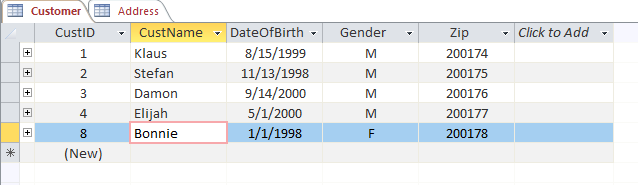 Customer Address
CustID CustName DateOfBirth Gender Zip Click to Add
1 Klaus 8/15/1999 M 200174
2 Stefan 11/13/1998 M 200175
3 Damon 9/14/2000 M 200176
4 Elijah 5/1/2000 M 200177
8 Bonnie 1/1/1998 F 200178
(New)